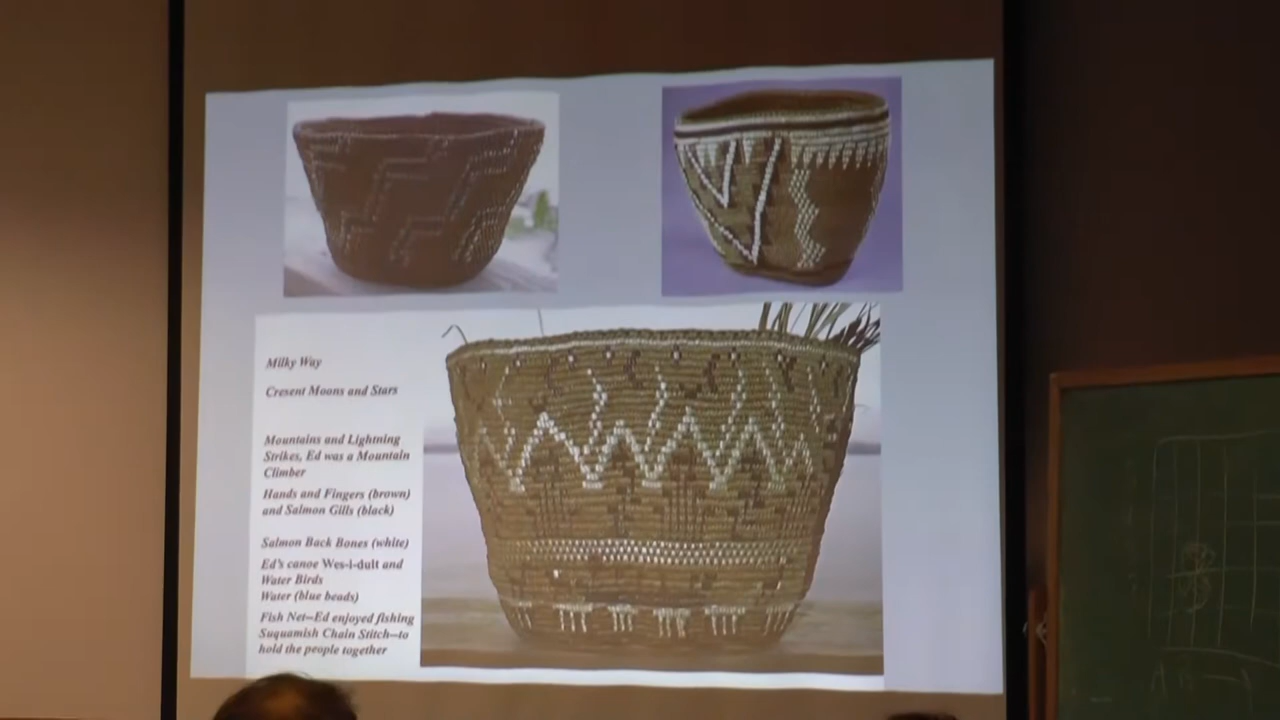 Milky Way
Cresent Moons and Stars
Mountains and Lightning
Strikes, Ed was a Mountain
Climber
Hands and Fingers (brown)
and Salmon Gills (black)
Salmon Back Bones (white)
Ed's canoe Wes-i-dult and
Water Birds
Water (blue beads)
Fish Net—Ed enjoyed fishing
Suquamish Chain Stitch—to
hold the people together